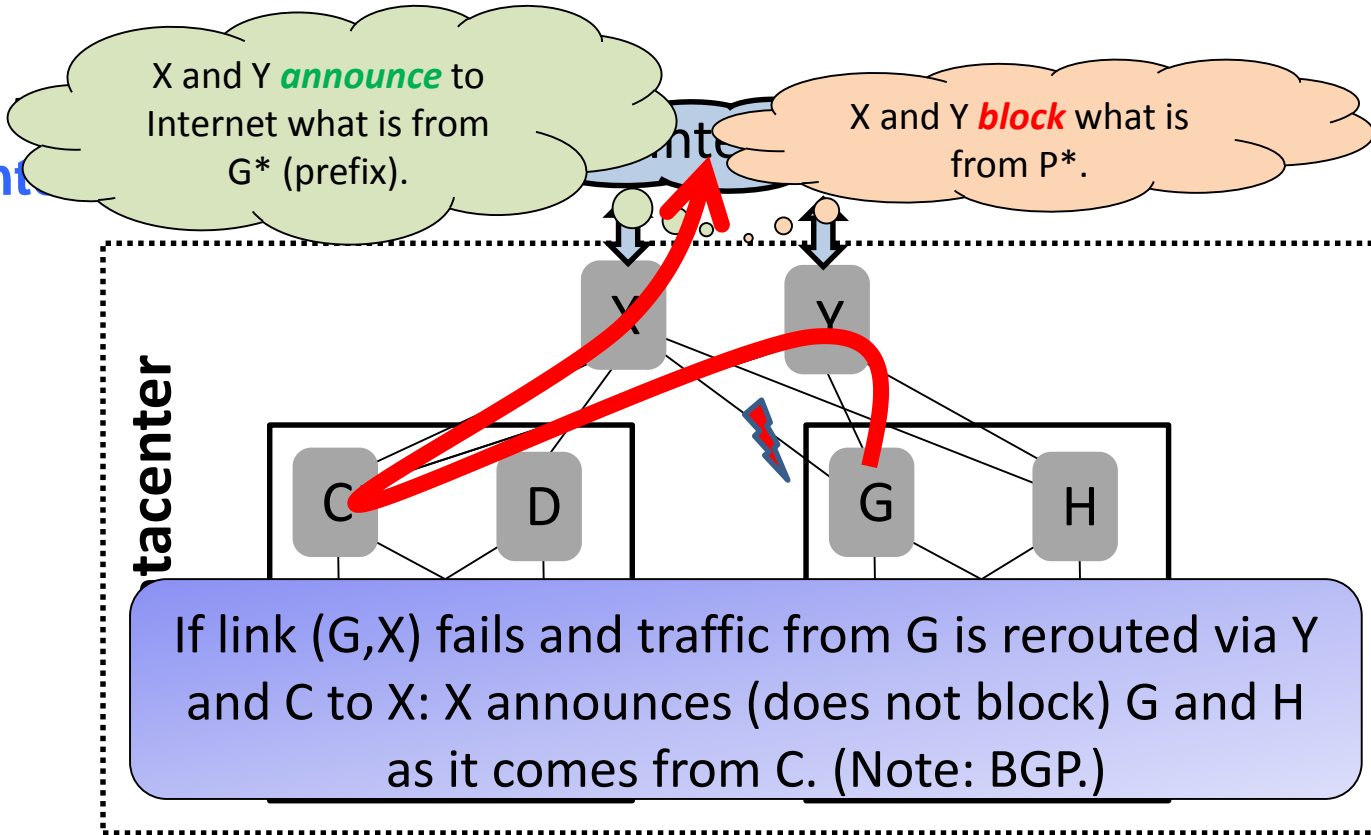 X and Y announce to
Internet what is from
G* (prefix).
X and Y block what is
from P*.
X
Y
C
D
G
H
If link (G,X) fails and traffic from G is rerouted via Y
and C to X: X announces (does not block) G and H
as it comes from C. (Note: BGP.)